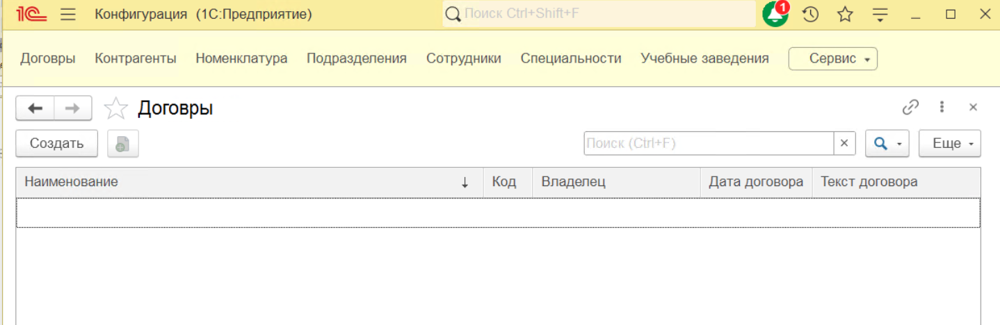 1С Конфигурация (1С:Предприятие) Поиск Ctrl+Shift+F 1
Договры Контрагенты Номенклатура Подразделения Сотрудники Специальности Учебные заведения Сервис
Договры
Создать Поиск (Ctrl+F) × Еще
Наименование ↓ Код Владелец Дата договора Текст договора